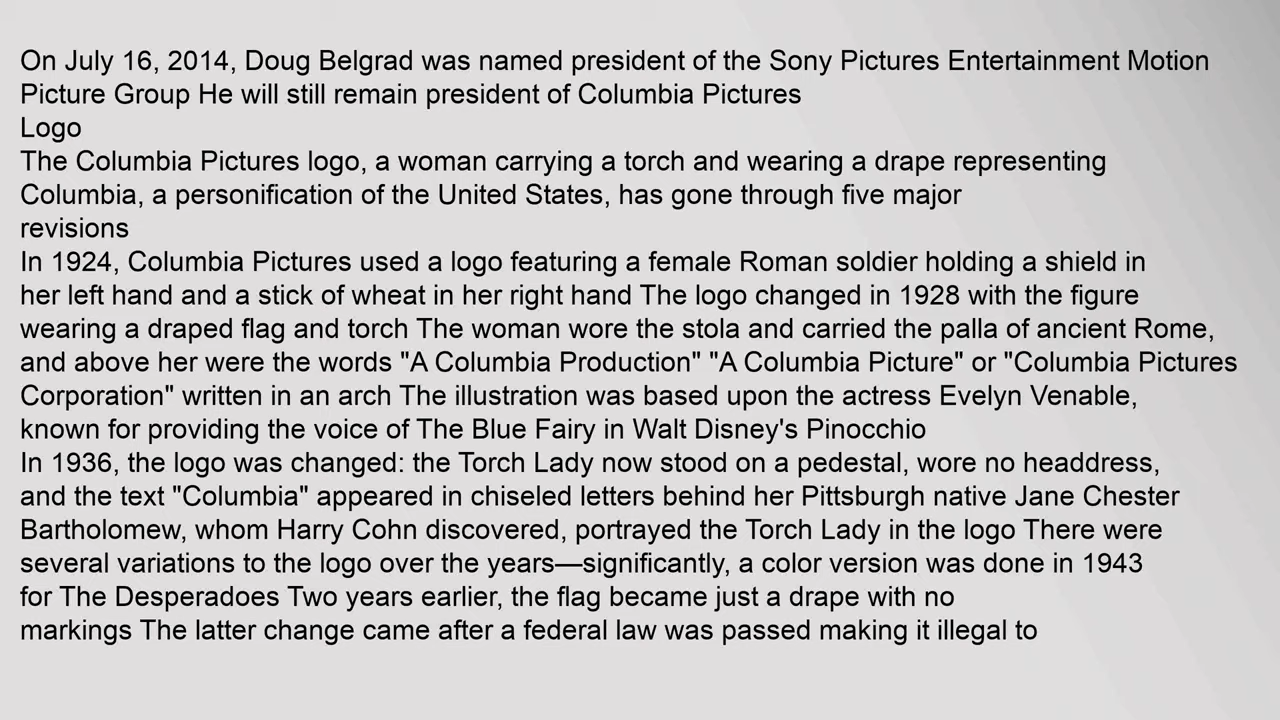 On July 16, 2014, Doug Belgrad was named president of the Sony Pictures Entertainment Motion
Picture Group He will still remain president of Columbia Pictures
Logo
The Columbia Pictures logo, a woman carrying a torch and wearing a drape representing
Columbia, a personification of the United States, has gone through five major
revisions
In 1924, Columbia Pictures used a logo featuring a female Roman soldier holding a shield in
her left hand and a stick of wheat in her right hand The logo changed in 1928 with the figure
wearing a draped flag and torch The woman wore the stola and carried the palla of ancient Rome,
and above her were the words "A Columbia Production" "A Columbia Picture" or "Columbia Pictures
Corporation" written in an arch The illustration was based upon the actress Evelyn Venable,
known for providing the voice of The Blue Fairy in Walt Disney's Pinocchio
In 1936, the logo was changed: the Torch Lady now stood on a pedestal, wore no headdress,
and the text "Columbia" appeared in chiseled letters behind her Pittsburgh native Jane Chester
Bartholomew, whom Harry Cohn discovered, portrayed the Torch Lady in the logo There were
several variations to the logo over the years—significantly, a color version was done in 1943
for The Desperadoes Two years earlier, the flag became just a drape with no
markings The latter change came after a federal law was passed making it illegal to